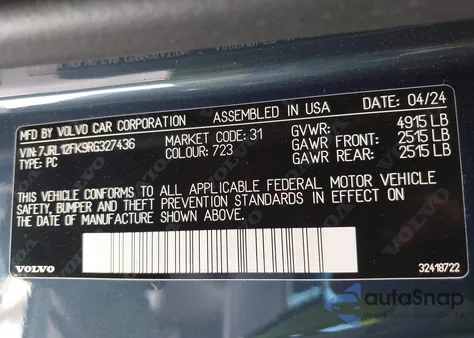 MFD BY VOLVO CAR CORPORATION ASSEMBLED IN USA DATE: 04/24
VIN: 7JRL12FK9RG327436 MARKET CODE: 31 GVWR: 4915 LB
TYPE: PC COLOUR: 723 GAWR FRONT: 2515 LB
GAWR REAR: 2515 LB
THIS VEHICLE CONFORMS TO ALL APPLICABLE FEDERAL MOTOR VEHICLE
SAFETY, BUMPER AND THEFT PREVENTION STANDARDS IN EFFECT ON
THE DATE OF MANUFACTURE SHOWN ABOVE.
VOLVO 32418722
autoSnap